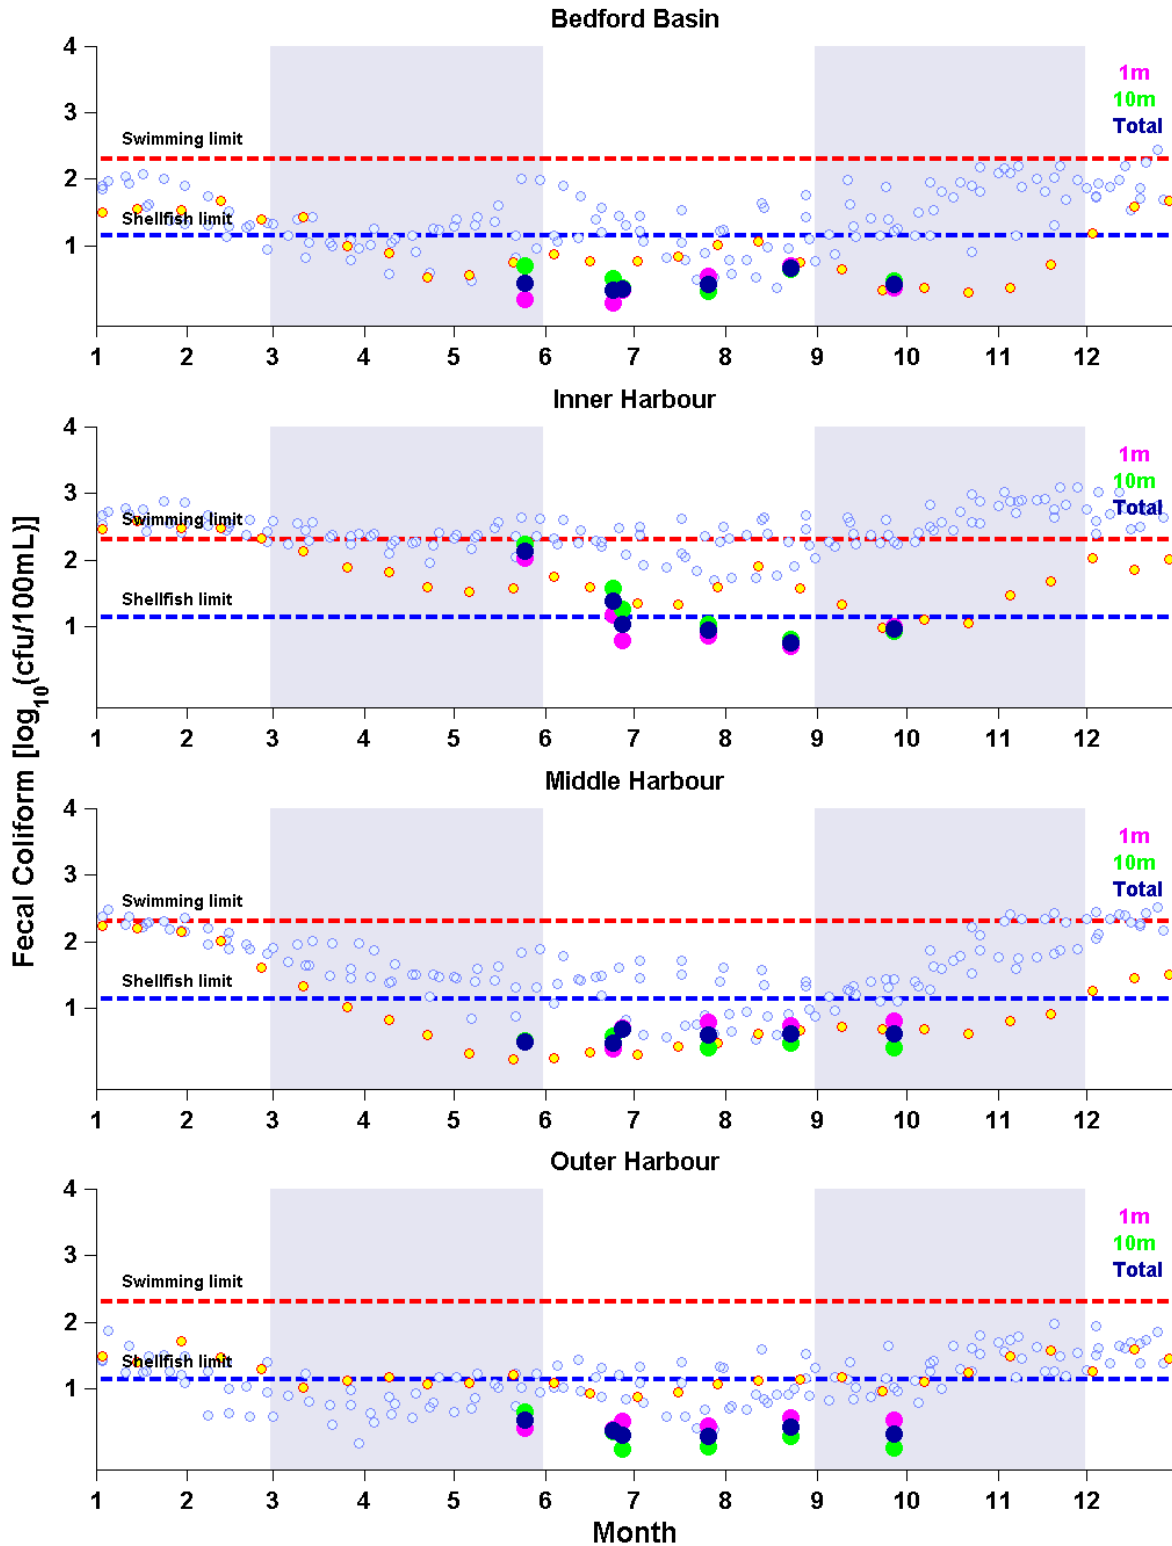 Bedford Basin
4
3
2
1
Swimming limit
Shellfish limit
1m
10m
Total
1 2 3 4 5 6 7 8 9 10 11 12
Inner Harbour
4
3
2
1
Swimming limit
Shellfish limit
1m
10m
Total
1 2 3 4 5 6 7 8 9 10 11 12
Fecal Coliform [log10(cfu/100mL)]
Middle Harbour
4
3
2
1
Swimming limit
Shellfish limit
1m
10m
Total
1 2 3 4 5 6 7 8 9 10 11 12
Outer Harbour
4
3
2
1
Swimming limit
Shellfish limit
1m
10m
Total
1 2 3 4 5 6 7 8 9 10 11 12
Month